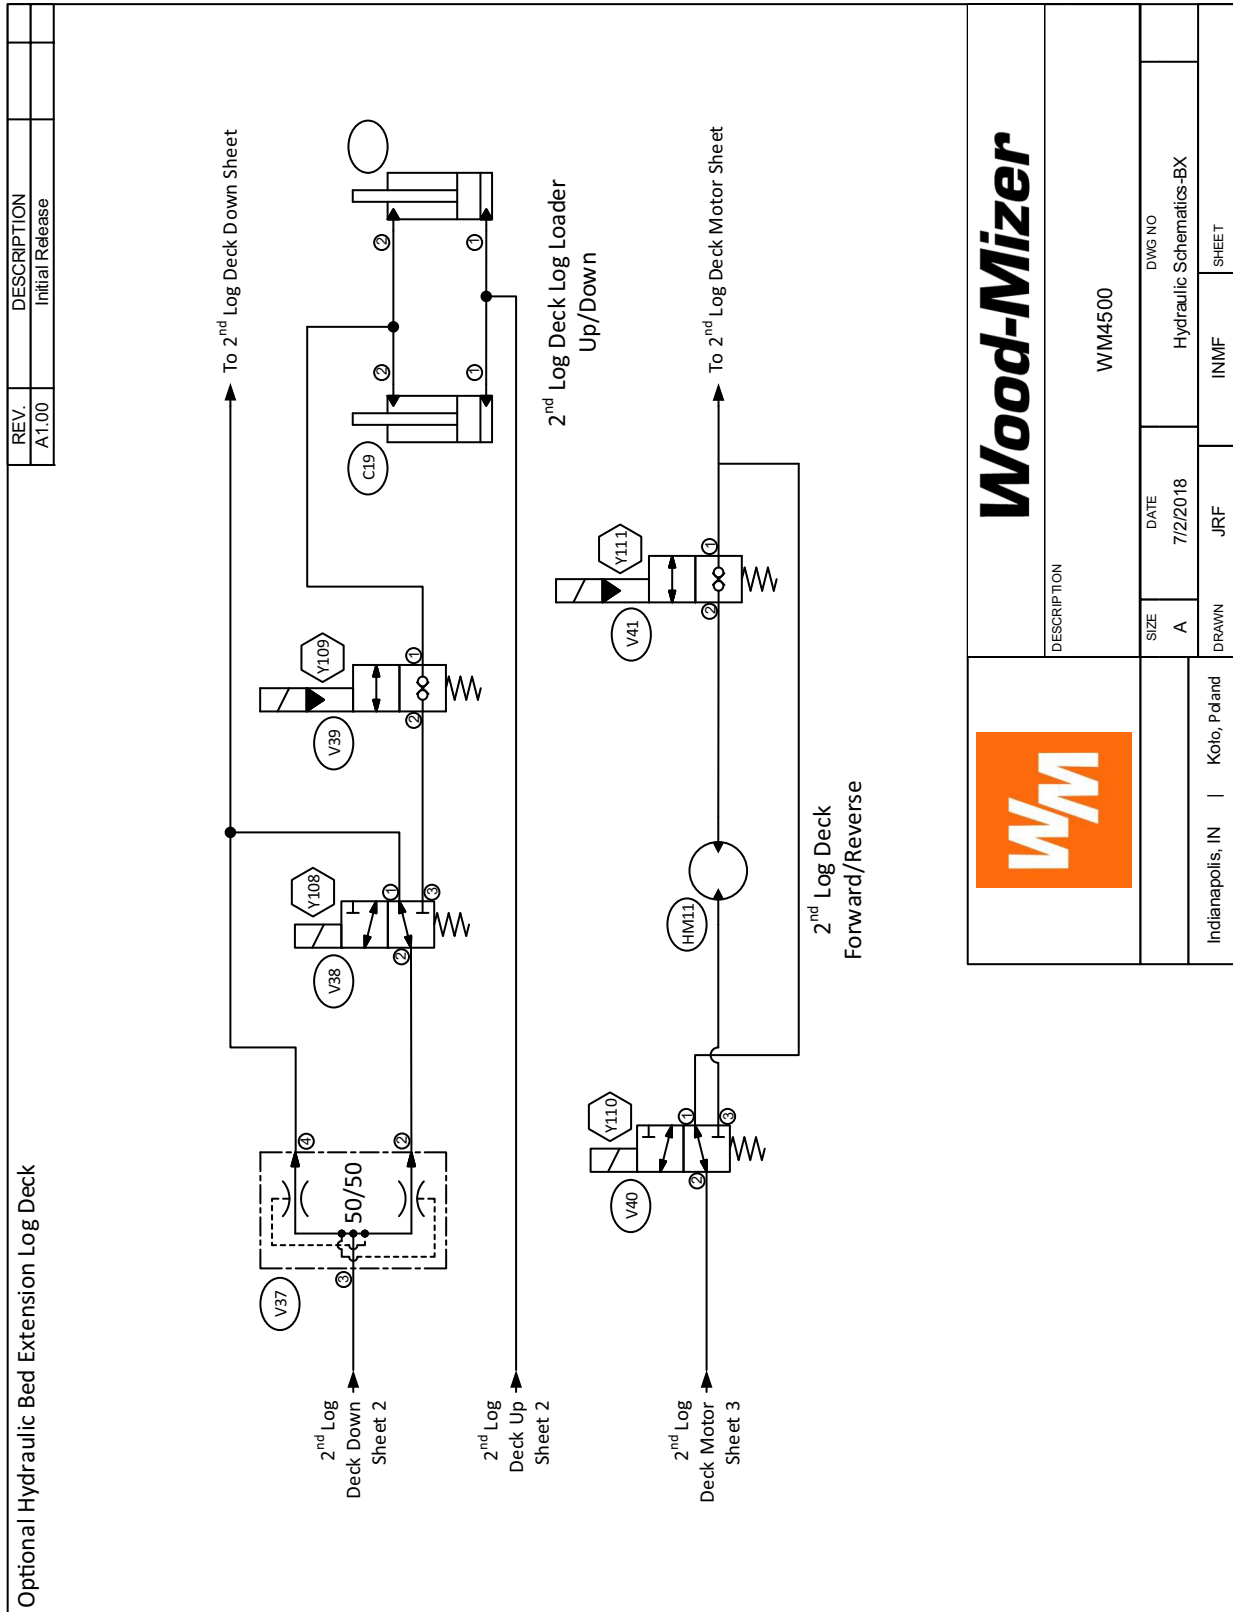 Optional Hydraulic Bed Extension Log Deck
REV.
DESCRIPTION
A1.00
Initial Release
2nd Log
Deck Down
Sheet 2
V37
3
50/50
4
2
V38
Y108
2
1
3
V39
Y109
2
1
To 2nd Log Deck Down Sheet
C19
2
2
1
1
2nd Log Deck Log Loader
Up/Down
2nd Log
Deck Up
Sheet 2
2nd Log
Deck Motor
Sheet 3
V40
Y110
2
1
3
HM11
2nd Log Deck
Forward/Reverse
V41
Y111
2
1
To 2nd Log Deck Motor Sheet
WM
Wood-Mizer
DESCRIPTION
WM4500
SIZE
A
DATE
7/2/2018
DWG NO
Hydraulic Schematics-BX
Indianapolis, IN | Koło, Poland
DRAWN
JRF
INMF
SHEET